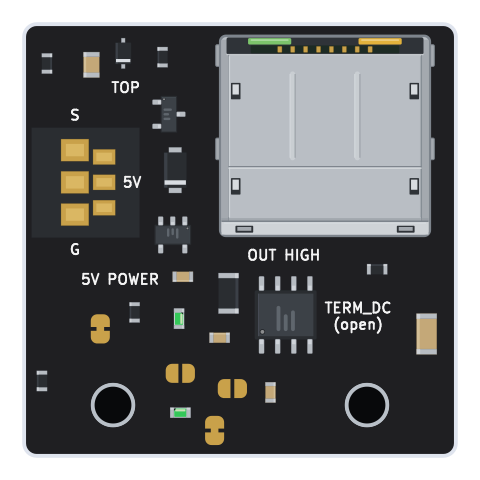 TOP
S
5V
G
OUT HIGH
5V POWER
TERM_DC
(open)